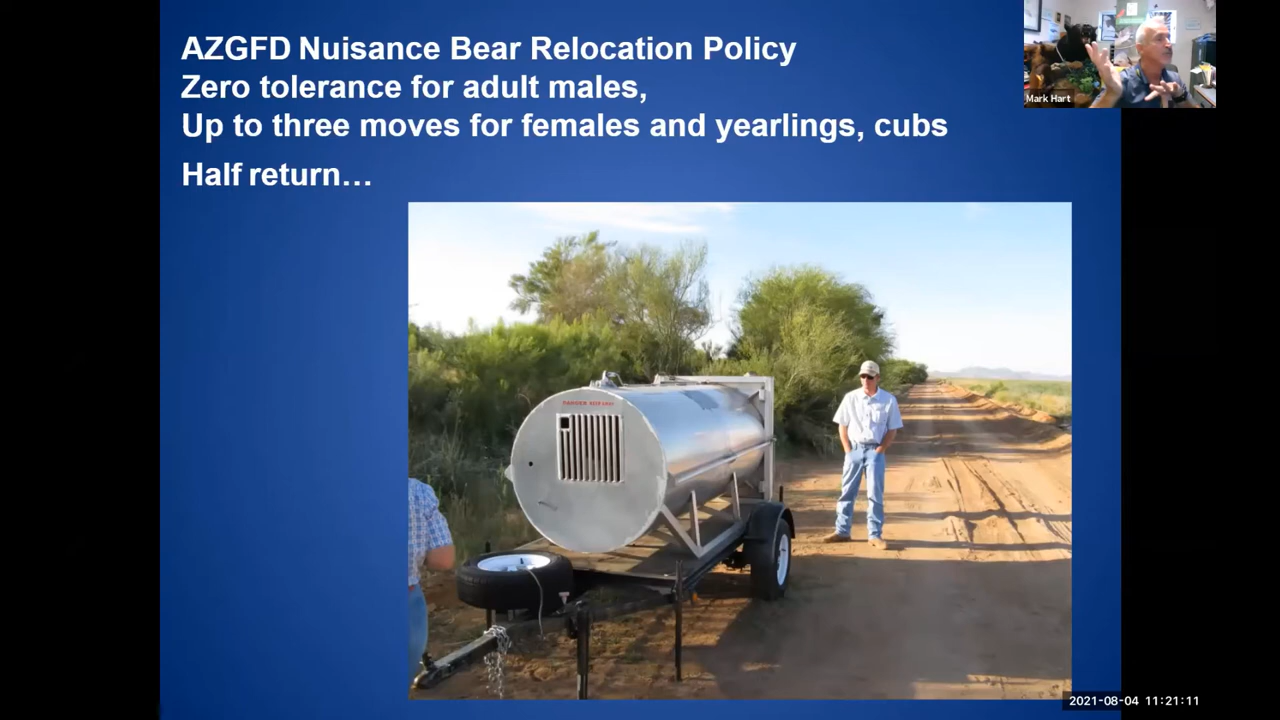 AZGFD Nuisance Bear Relocation Policy
Zero tolerance for adult males,
Up to three moves for females and yearlings, cubs
Half return…
Mark Hart
2021-08-04 11:21:11